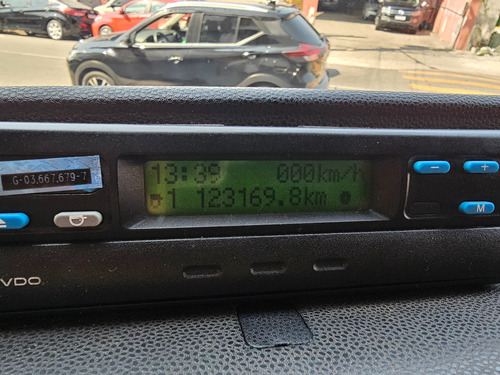 G-03.667.679-7
13:39 000km/h
1 123169.8km
- +
M
VDO